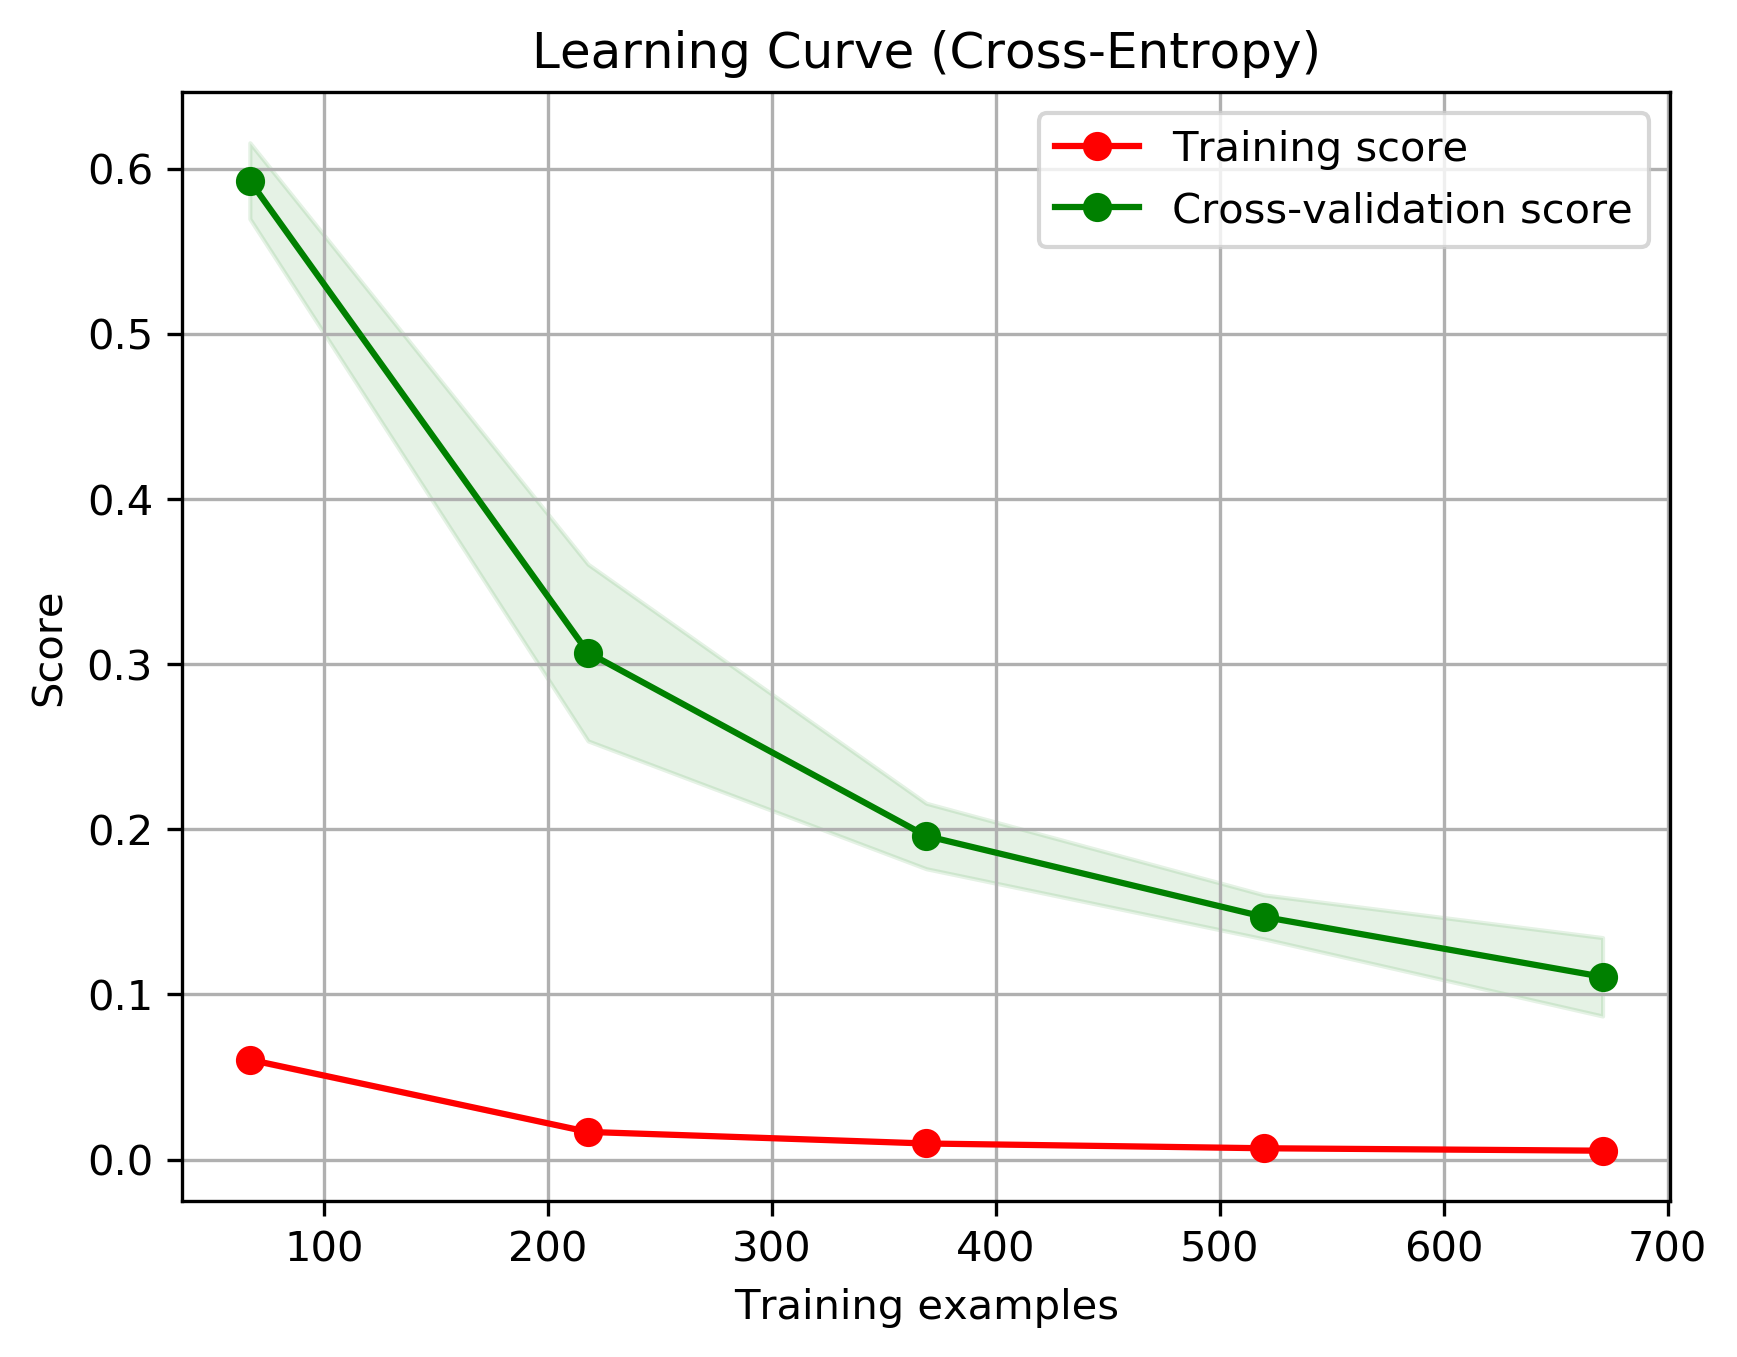 Learning Curve (Cross-Entropy)
Training score
Cross-validation score
0.6
0.5
0.4
0.3
0.2
0.1
0.0
Score
100 200 300 400 500 600 700
Training examples